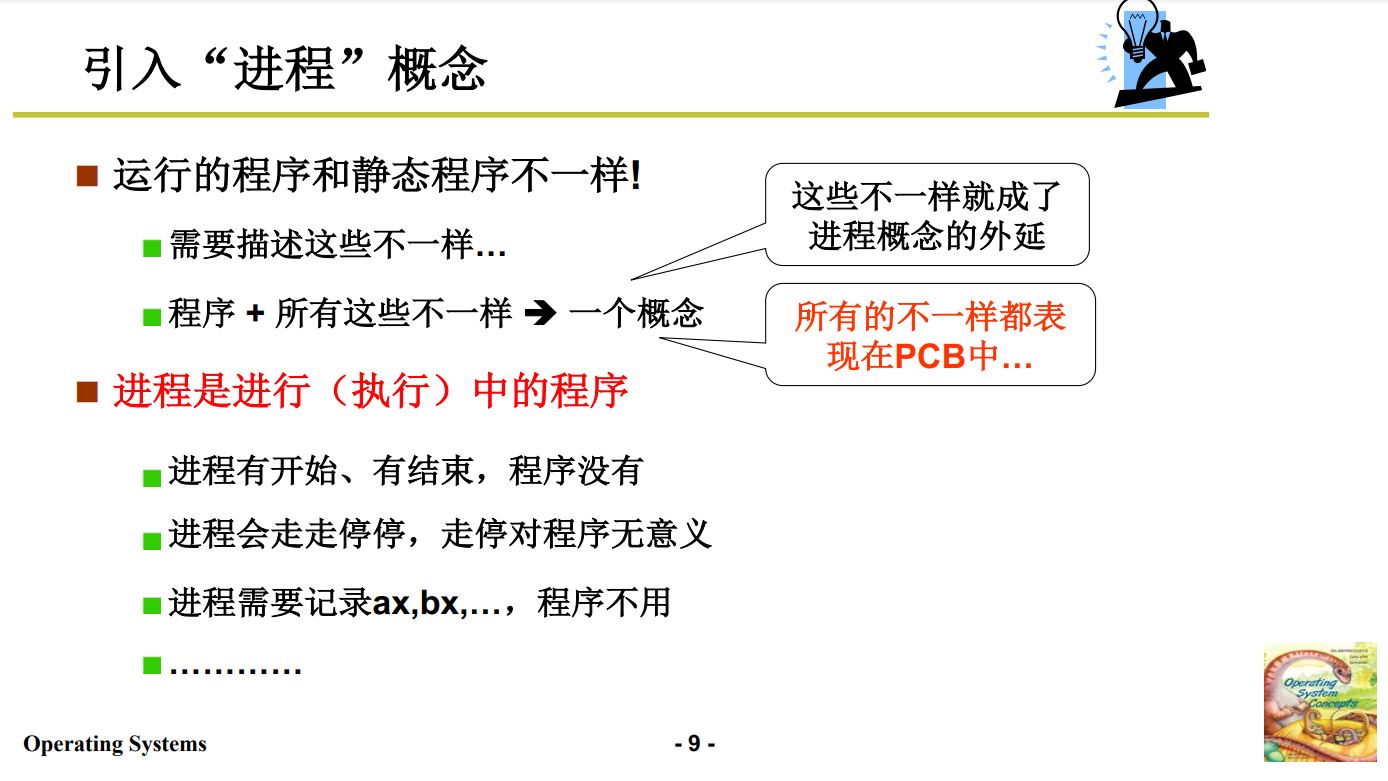 引入“进程”概念
运行的程序和静态程序不一样!
需要描述这些不一样…
程序 + 所有这些不一样 ➔ 一个概念
这些不一样就成了
进程概念的外延
所有的不一样都表
现在PCB中…
进程是进行（执行）中的程序
进程有开始、有结束，程序没有
进程会走走停停，走停对程序无意义
进程需要记录ax,bx,…，程序不用
…………
Operating Systems
- 9 -
SILBERSCHATZ
GALVIN
GAGNE
Operating
System
Concepts